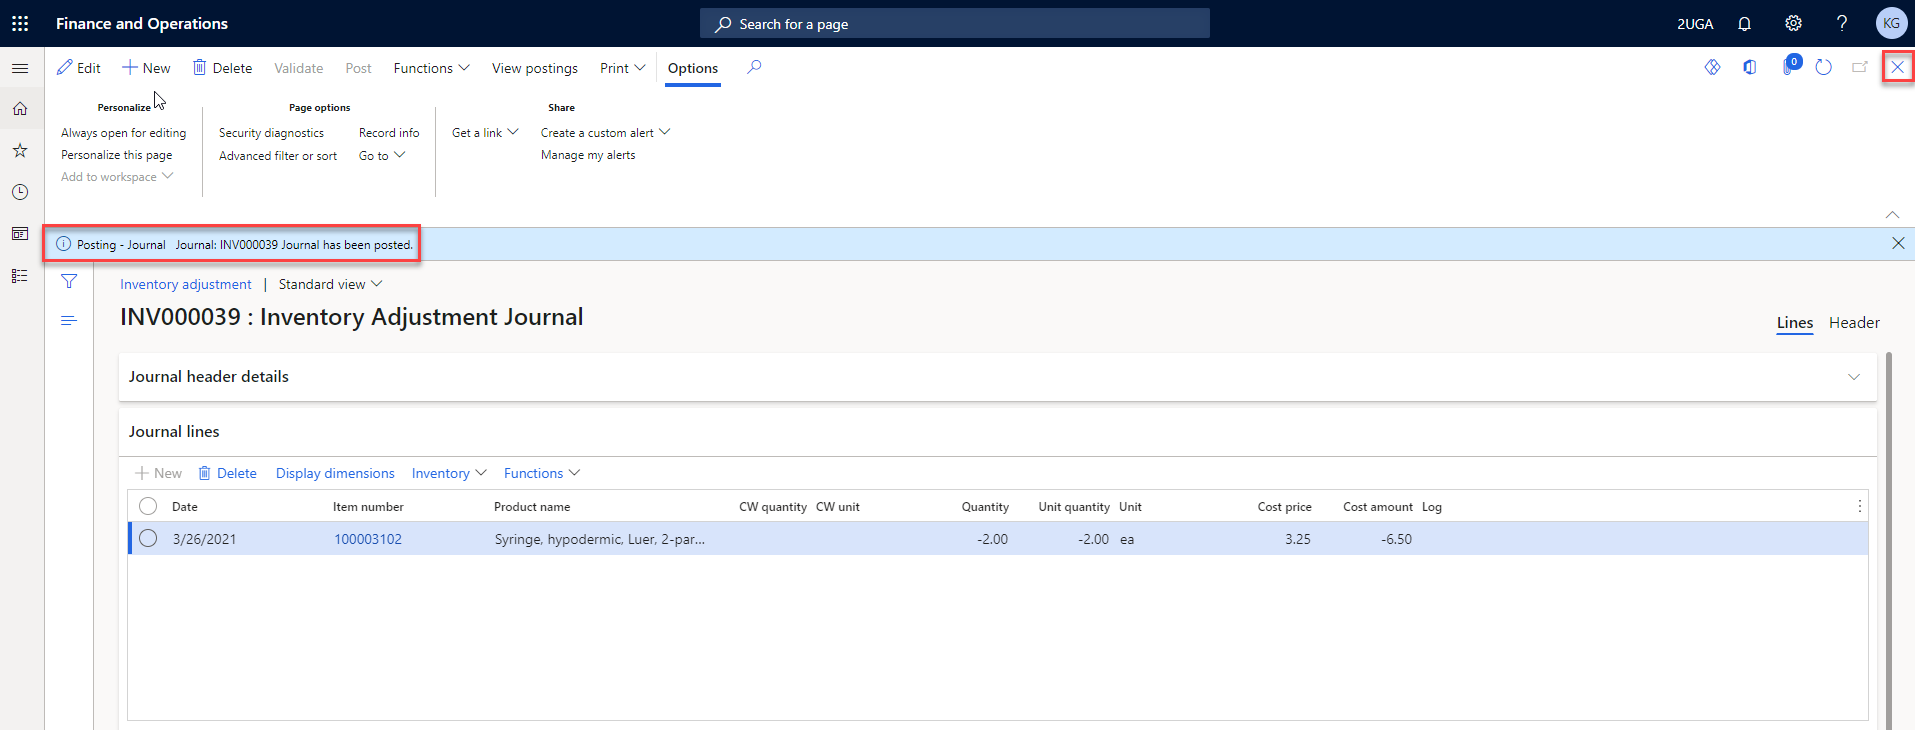 Finance and Operations
Search for a page
2UGA
KG
Edit New Delete Validate Post Functions View postings Print Options
0
Personalize
Always open for editing
Personalize this page
Add to workspace
Page options
Security diagnostics Record info
Advanced filter or sort Go to
Share
Get a link Create a custom alert
Manage my alerts
Posting - Journal Journal: INV000039 Journal has been posted.
Inventory adjustment | Standard view
INV000039 : Inventory Adjustment Journal
Lines Header
Journal header details
Journal lines
New Delete Display dimensions Inventory Functions
Date Item number Product name CW quantity CW unit Quantity Unit quantity Unit Cost price Cost amount Log
3/26/2021 100003102 Syringe, hypodermic, Luer, 2-par... -2.00 -2.00 ea 3.25 -6.50